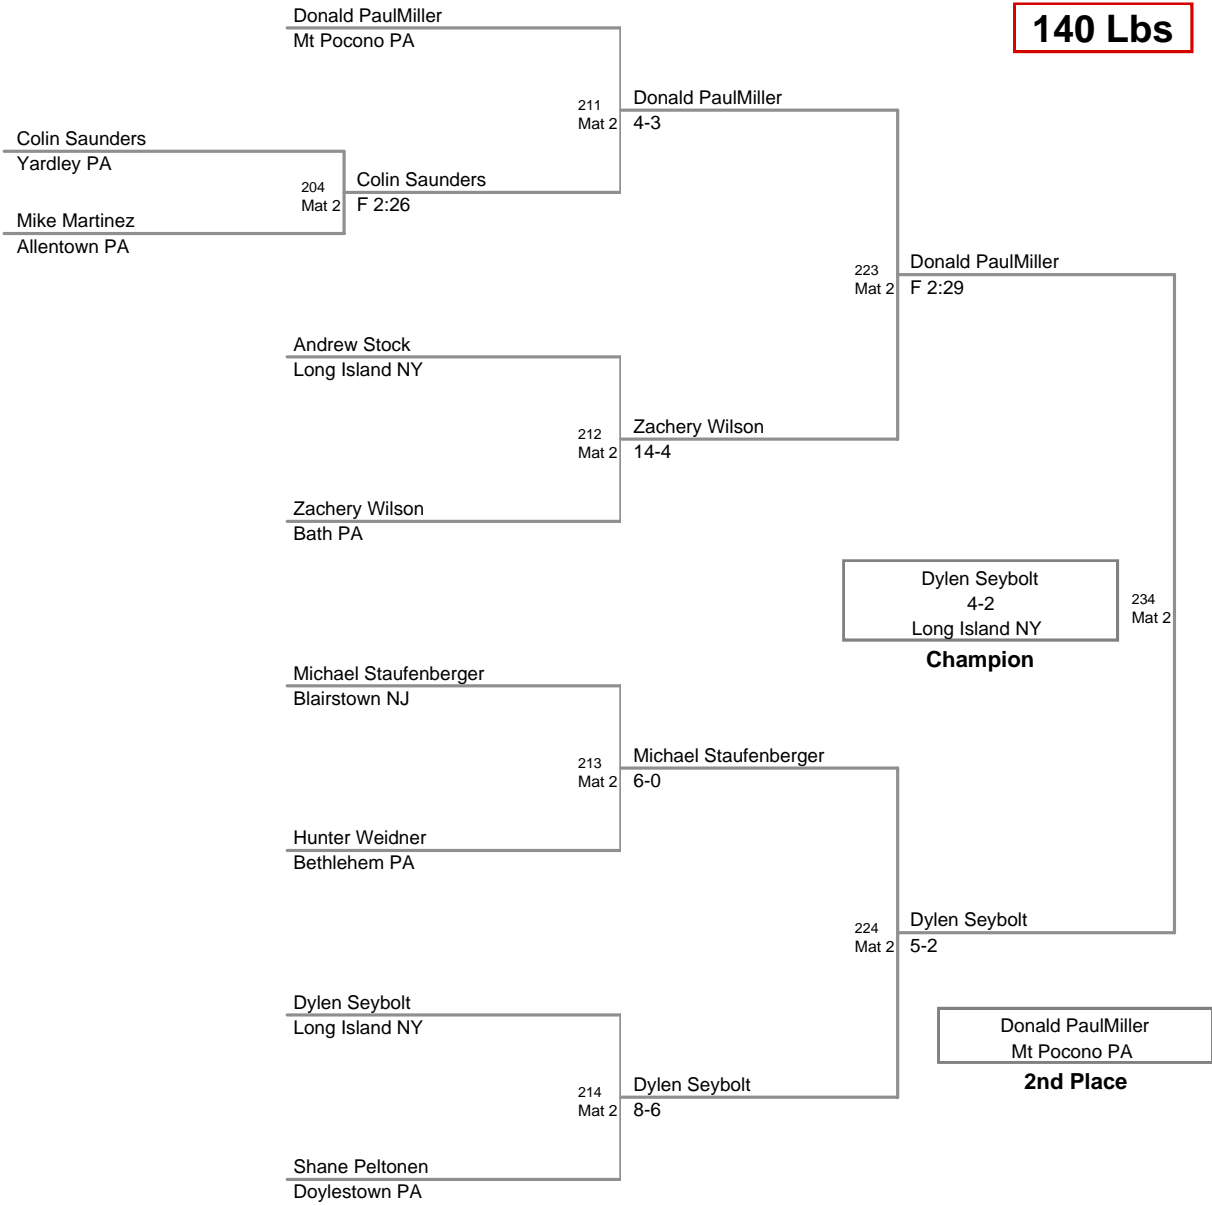 Donald PaulMiller
140 Lbs
Mt Pocono PA
211
Mat 2
Donald PaulMiller
4-3
Colin Saunders
Yardley PA
204
Mat 2
Colin Saunders
F 2:26
Mike Martinez
Allentown PA
223
Mat 2
Donald PaulMiller
F 2:29
Andrew Stock
Long Island NY
212
Mat 2
Zachery Wilson
14-4
Zachery Wilson
Bath PA
Dylen Seybolt
4-2
Long Island NY
Champion
234
Mat 2
Michael Staufenberger
Blairstown NJ
213
Mat 2
Michael Staufenberger
6-0
Hunter Weidner
Bethlehem PA
224
Mat 2
Dylen Seybolt
5-2
Dylen Seybolt
Long Island NY
Donald PaulMiller
Mt Pocono PA
2nd Place
214
Mat 2
Dylen Seybolt
8-6
Shane Peltonen
Doylestown PA